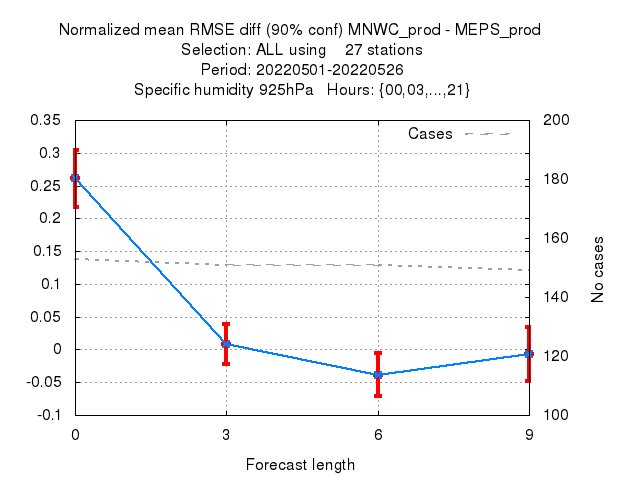 Normalized mean RMSE diff (90% conf) MNWC_prod - MEPS_prod
Selection: ALL using    27 stations
Period: 20220501-20220526
Specific humidity 925hPa   Hours: {00,03,...,21}
Cases
0.35
0.3
0.25
0.2
0.15
0.1
0.05
0
-0.05
-0.1
200
180
160
140
120
100
No cases
0
3
6
9
Forecast length